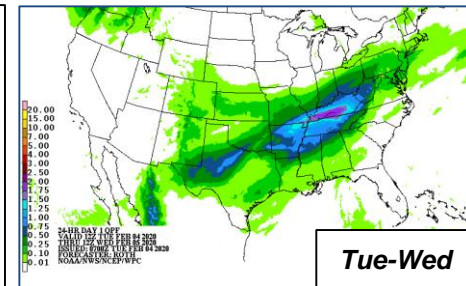 20.00
15.00
10.00
7.00
5.00
4.00
3.00
2.50
2.00
1.75
1.50
1.25
1.00
0.75
0.50
0.25
0.10
0.01
24-HR DAY 1 QPF
VALID 12Z TUE FEB 04 2020
THRU 12Z WED FEB 05 2020
ISSUED: 0708Z TUE FEB 04 2020
FORECASTER: ROTH
NOAA/NWS/NCEP/WPC
Tue-Wed